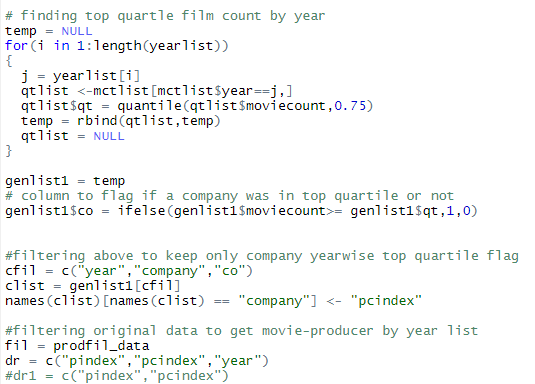 # finding top quartle film count by year
temp = NULL
for(i in 1:length(yearlist))
{
  j = yearlist[i]
  qtlist <-mctlist[mctlist$year==j,]
  qtlist$qt = quantile(qtlist$moviecount,0.75)
  temp = rbind(qtlist,temp)
  qtlist = NULL
}
genlist1 = temp
# column to flag if a company was in top quartile or not
genlist1$co = ifelse(genlist1$moviecount>= genlist1$qt,1,0)
#filtering above to keep only company yearwise top quartile flag
cfil = c("year","company","co")
clist = genlist1[cfil]
names(clist)[names(clist) == "company"] <- "pcindex"
#filtering original data to get movie-producer by year list
fil = prodfil_data
dr = c("pindex","pcindex","year")
#dr1 = c("pindex","pcindex")